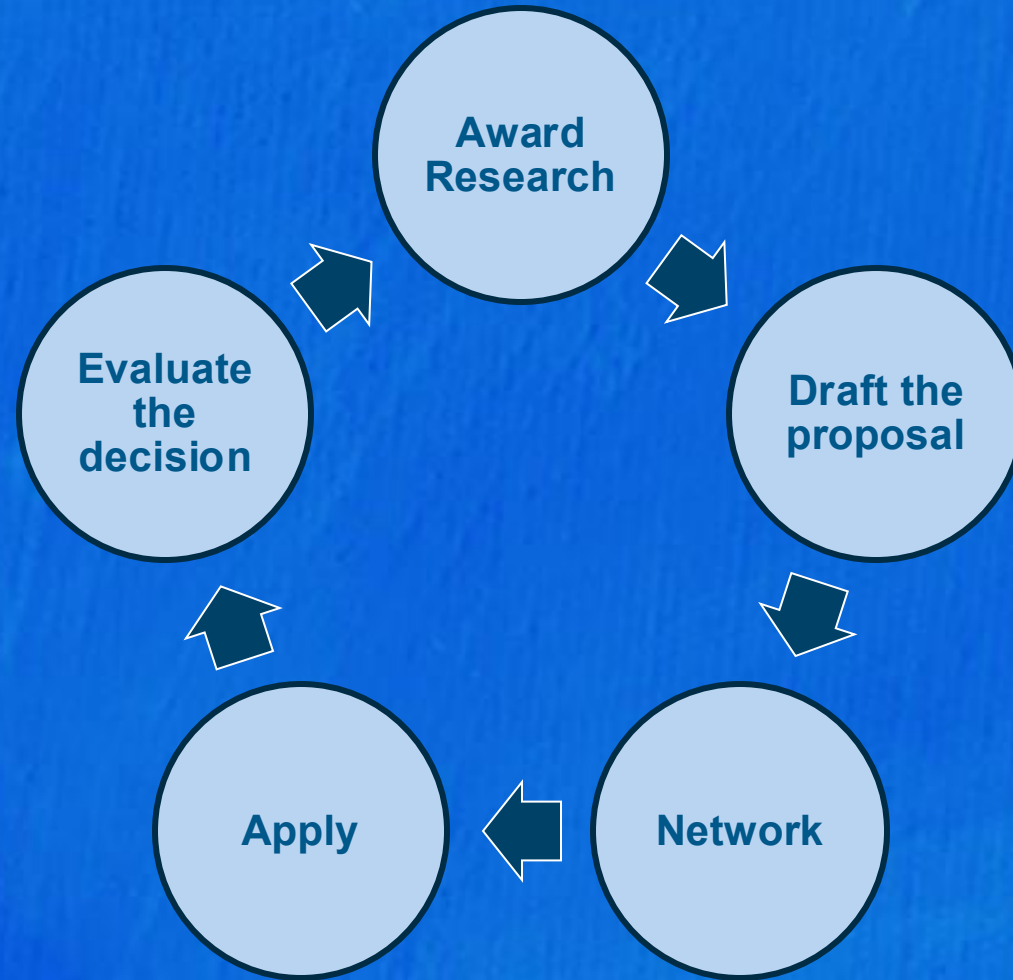 Award
Research
Draft the
proposal
Network
Apply
Evaluate
the
decision